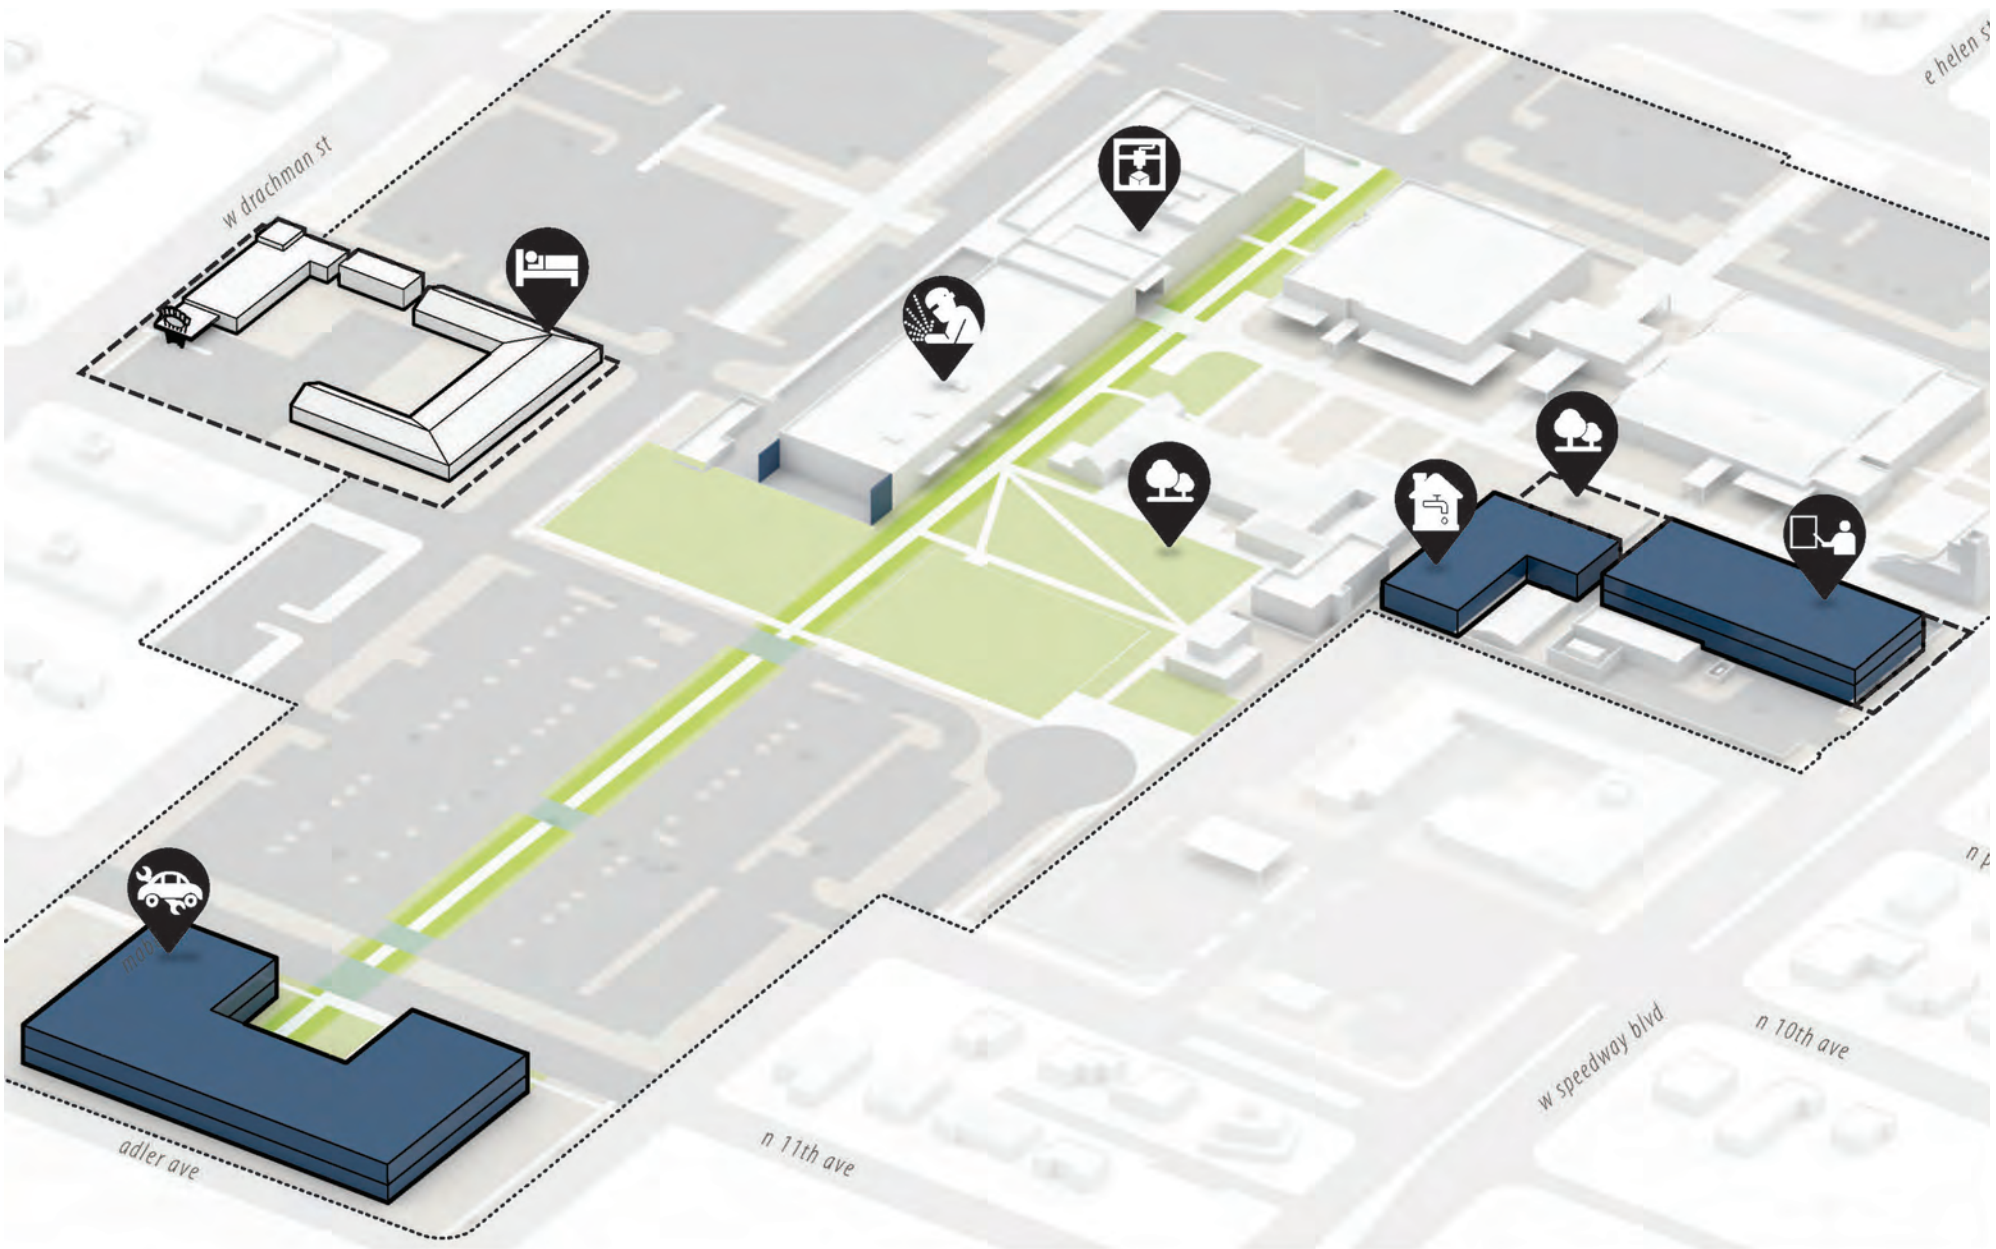 e helen st
w drachman st
adler ave
n 11th ave
w speedway blvd
n 10th ave